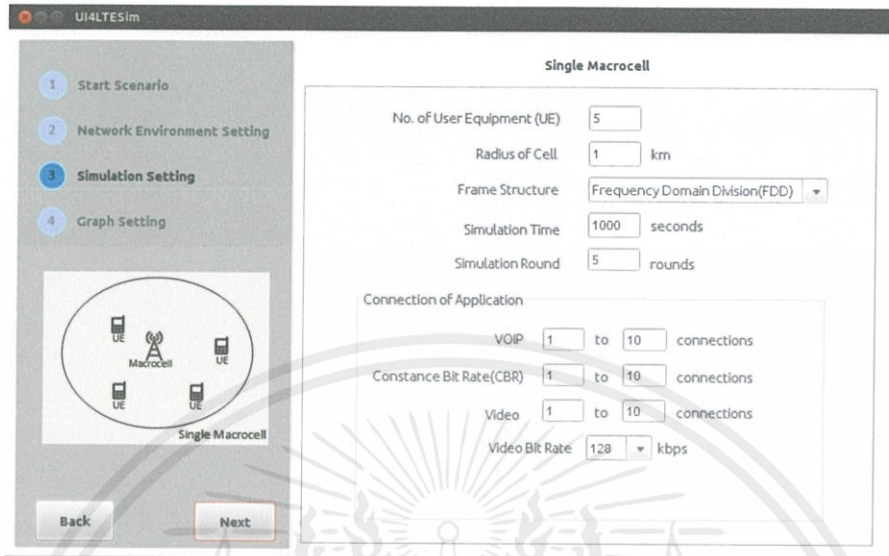 UI4LTESim
1 Start Scenario
2 Network Environment Setting
3 Simulation Setting
4 Graph Setting
UE
Macrocell
UE
UE
UE
Single Macrocell
Back
Next
Single Macrocell
No. of User Equipment (UE) 5
Radius of Cell 1 km
Frame Structure Frequency Domain Division(FDD)
Simulation Time 1000 seconds
Simulation Round 5 rounds
Connection of Application
VOIP 1 to 10 connections
Constance Bit Rate(CBR) 1 to 10 connections
Video 1 to 10 connections
Video Bit Rate 128 kbps